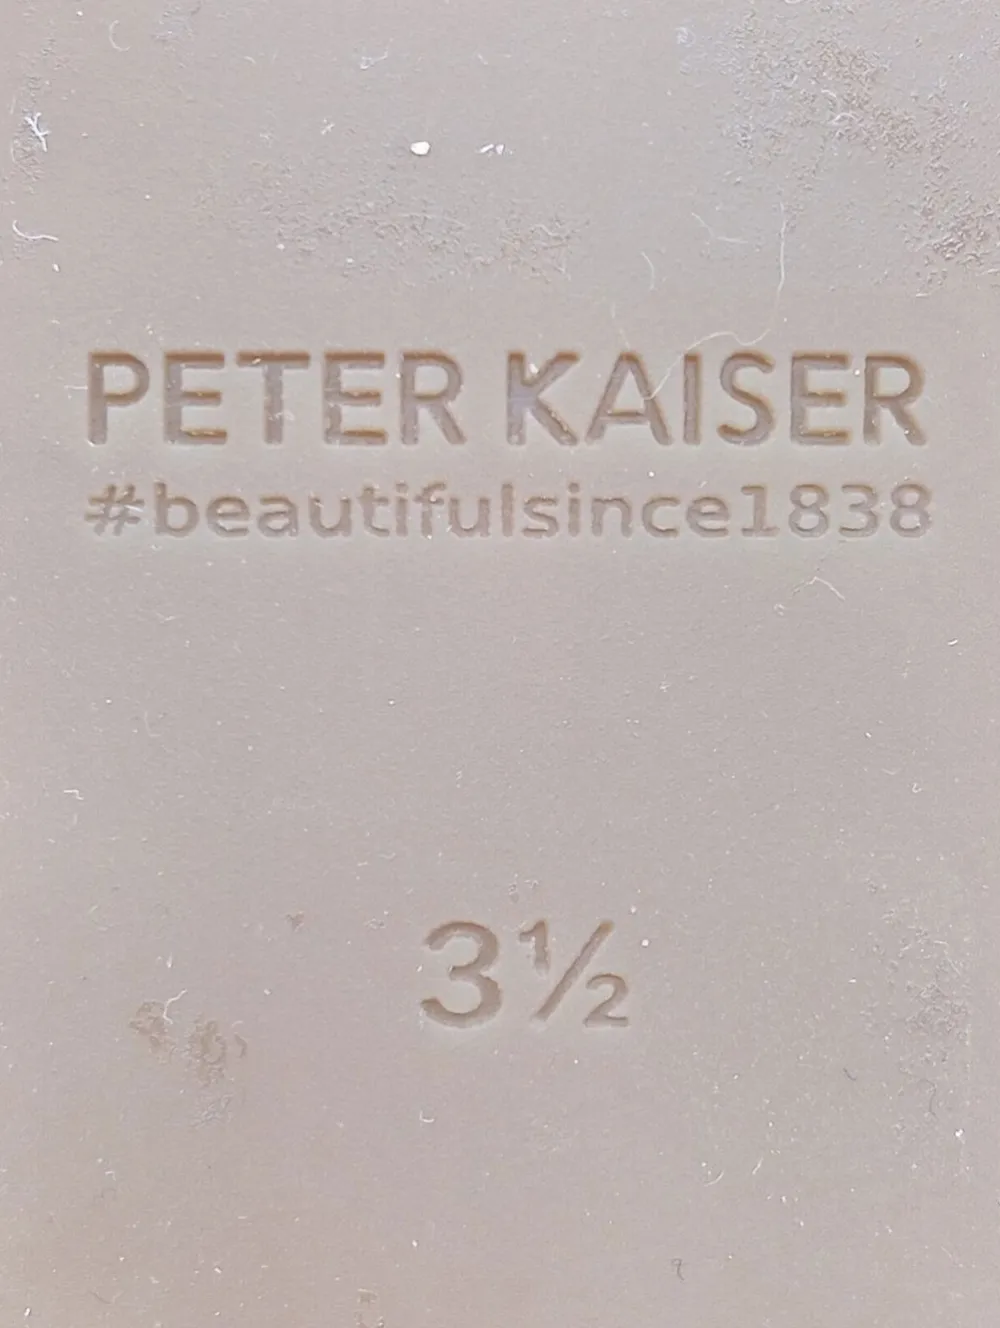 PETER KAISER
#beautifulsince1838
3½